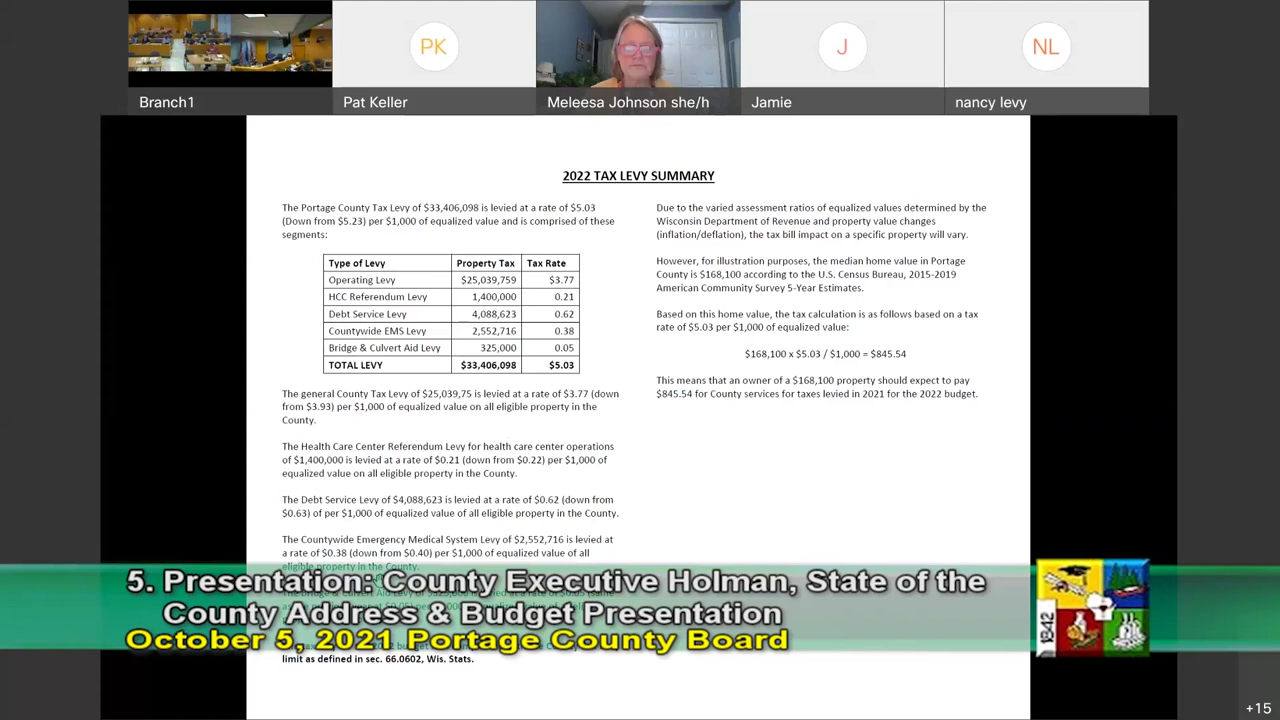 PK
J
NL
Branch1
Pat Keller
Meleesa Johnson she/h
Jamie
nancy levy
2022 TAX LEVY SUMMARY
The Portage County Tax Levy of $33,406,098 is levied at a rate of $5.03
(Down from $5.23) per $1,000 of equalized value and is comprised of these
segments:
Type of Levy Property Tax Tax Rate
Operating Levy $25,039,759 $3.77
HCC Referendum Levy 1,400,000 0.21
Debt Service Levy 4,088,623 0.62
Countywide EMS Levy 2,552,716 0.38
Bridge & Culvert Aid Levy 325,000 0.05
TOTAL LEVY $33,406,098 $5.03
The general County Tax Levy of $25,039,75 is levied at a rate of $3.77 (down
from $3.93) per $1,000 of equalized value on all eligible property in the
County.
The Health Care Center Referendum Levy for health care center operations
of $1,400,000 is levied at a rate of $0.21 (down from $0.22) per $1,000 of
equalized value on all eligible property in the County.
The Debt Service Levy of $4,088,623 is levied at a rate of $0.62 (down from
$0.63) of per $1,000 of equalized value of all eligible property in the County.
The Countywide Emergency Medical System Levy of $2,552,716 is levied at
a rate of $0.38 (down from $0.40) per $1,000 of equalized value of all
eligible property in the County.
limit as defined in sec. 66.0602, Wis. Stats.
Due to the varied assessment ratios of equalized values determined by the
Wisconsin Department of Revenue and property value changes
(inflation/deflation), the tax bill impact on a specific property will vary.
However, for illustration purposes, the median home value in Portage
County is $168,100 according to the U.S. Census Bureau, 2015-2019
American Community Survey 5-Year Estimates.
Based on this home value, the tax calculation is as follows based on a tax
rate of $5.03 per $1,000 of equalized value:
$168,100 x $5.03 / $1,000 = $845.54
This means that an owner of a $168,100 property should expect to pay
$845.54 for County services for taxes levied in 2021 for the 2022 budget.
5. Presentation: County Executive Holman, State of the
County Address & Budget Presentation
October 5, 2021 Portage County Board
1842
+15